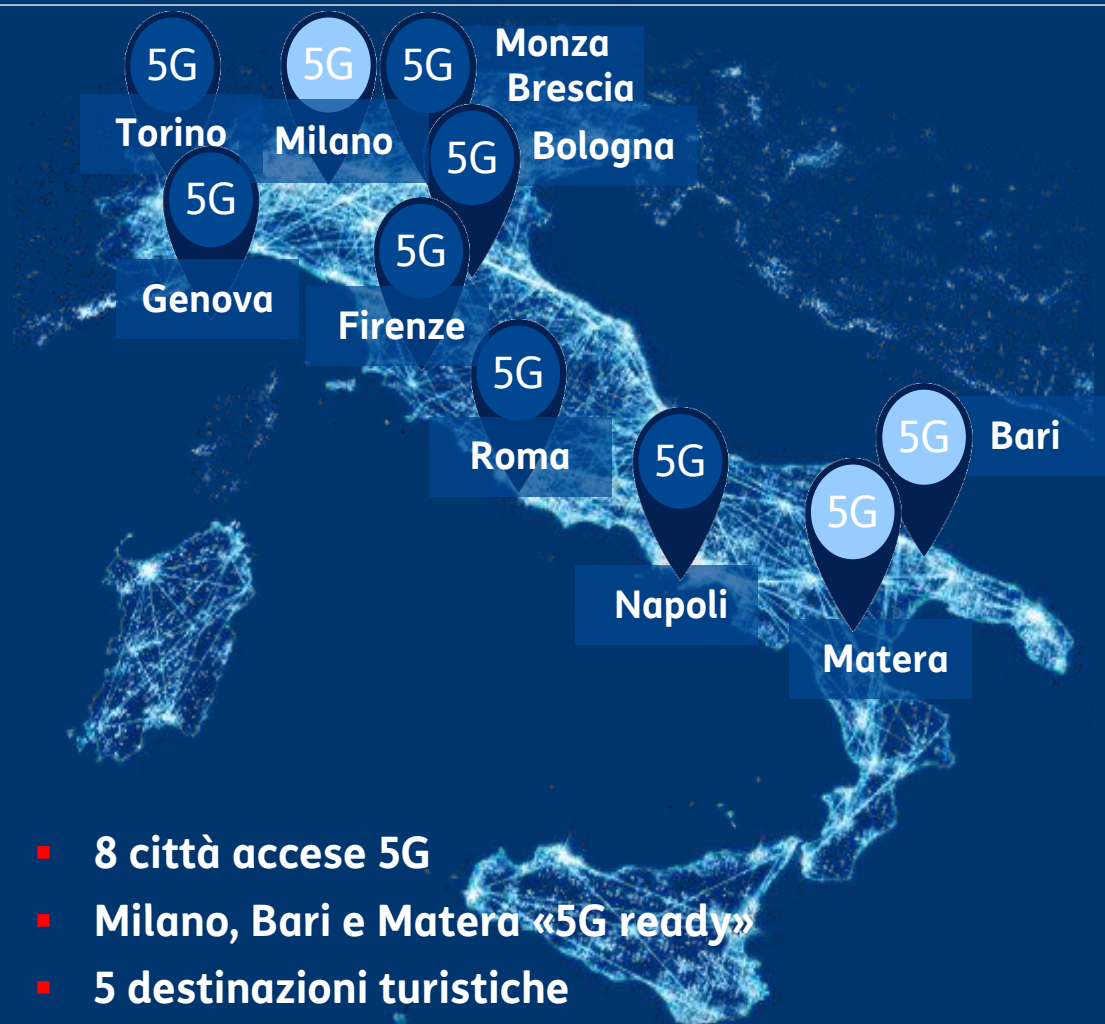 5G
5G
5G
Monza
Brescia
Torino
Milano
5G
Bologna
5G
5G
Genova
Firenze
5G
Roma
5G
5G
Bari
5G
Napoli
Matera
8 città accese 5G
Milano, Bari e Matera «5G ready»
5 destinazioni turistiche